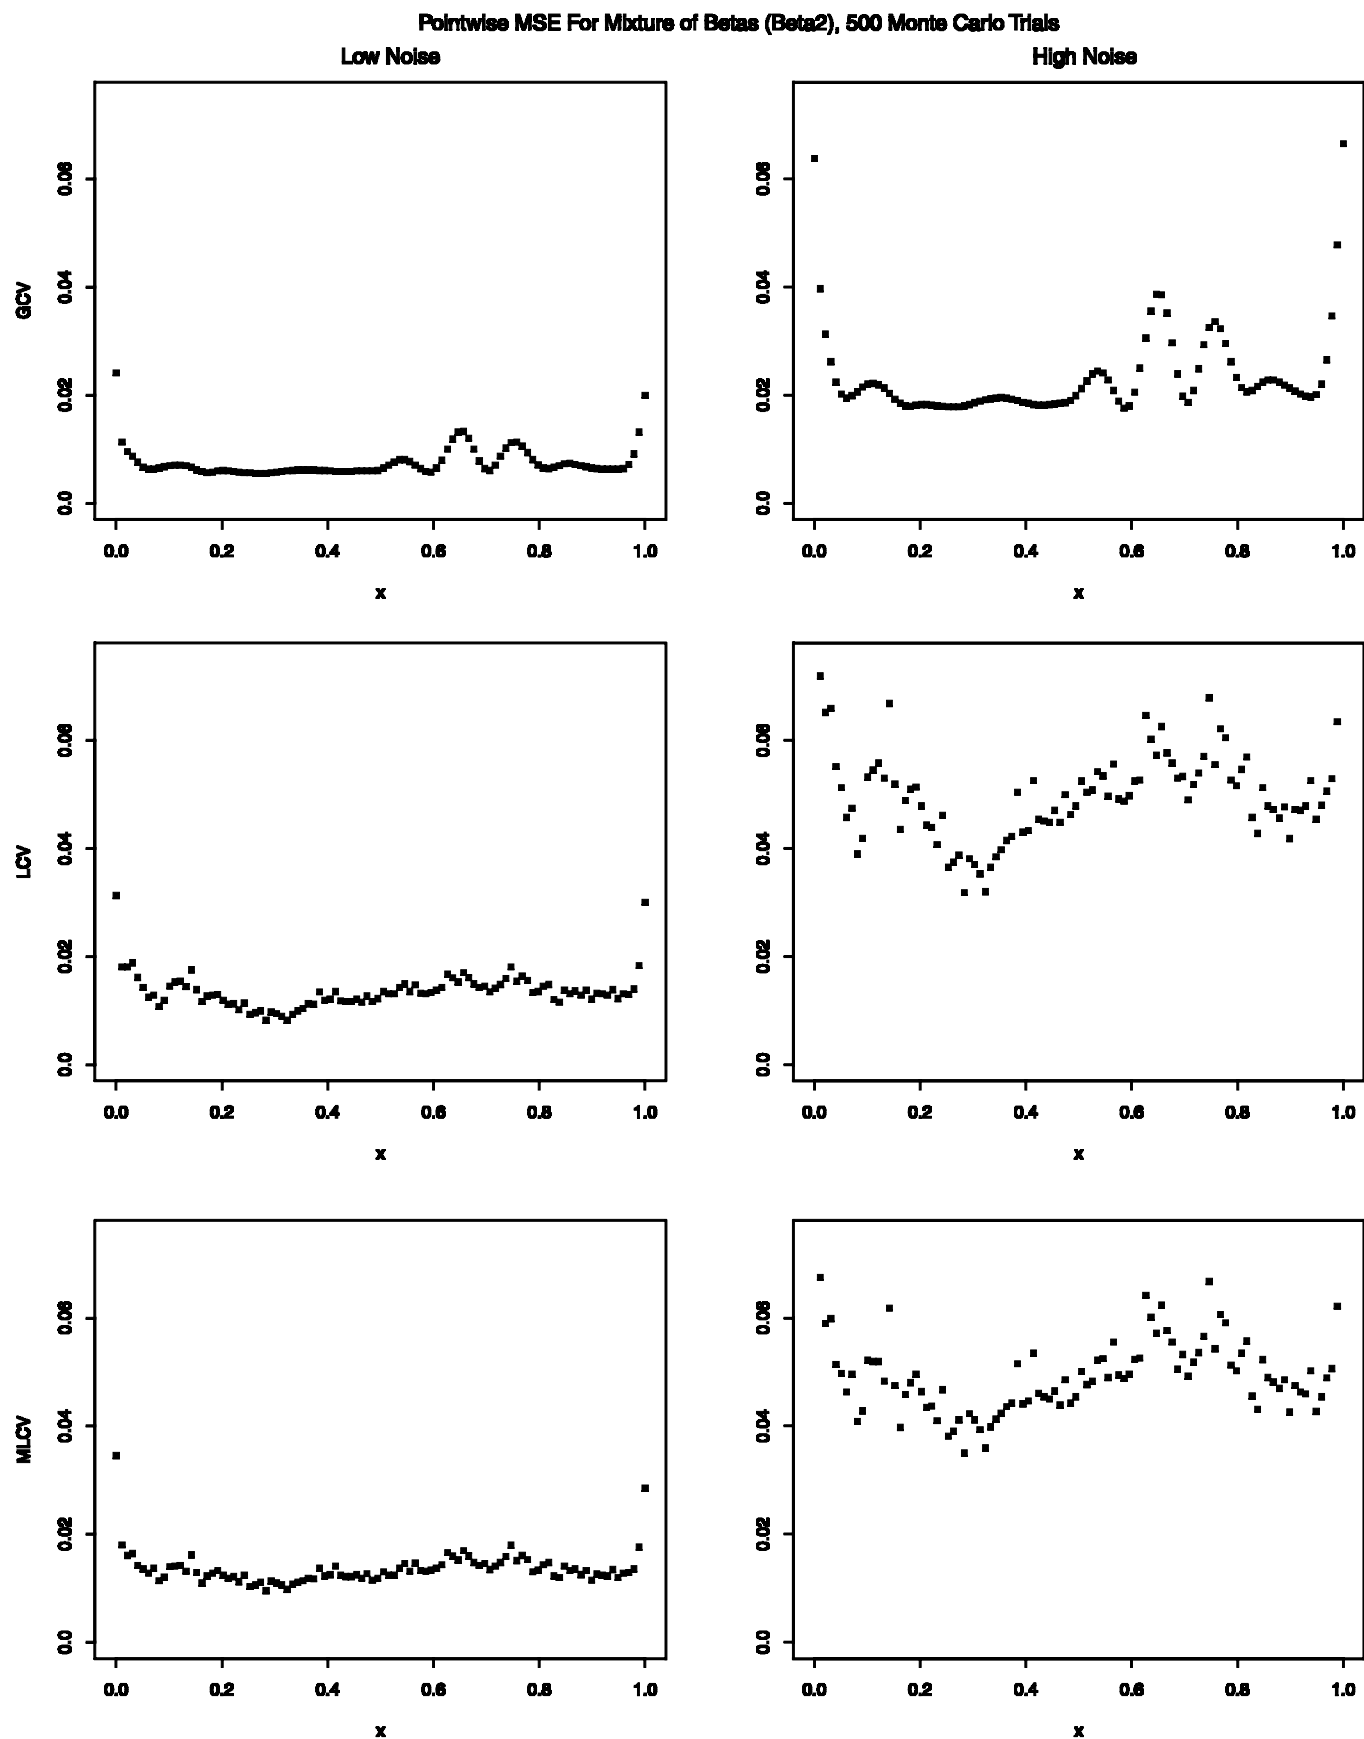 Pointwise MSE For Mixture of Betas (Beta2), 500 Monte Carlo Trials
Low Noise
High Noise
GCV
0.0 0.02 0.04 0.06
0.0 0.2 0.4 0.6 0.8 1.0
x
0.0 0.02 0.04 0.06
0.0 0.2 0.4 0.6 0.8 1.0
x
LCV
0.0 0.02 0.04 0.06
0.0 0.2 0.4 0.6 0.8 1.0
x
0.0 0.02 0.04 0.06
0.0 0.2 0.4 0.6 0.8 1.0
x
MLCV
0.0 0.02 0.04 0.06
0.0 0.2 0.4 0.6 0.8 1.0
x
0.0 0.02 0.04 0.06
0.0 0.2 0.4 0.6 0.8 1.0
x